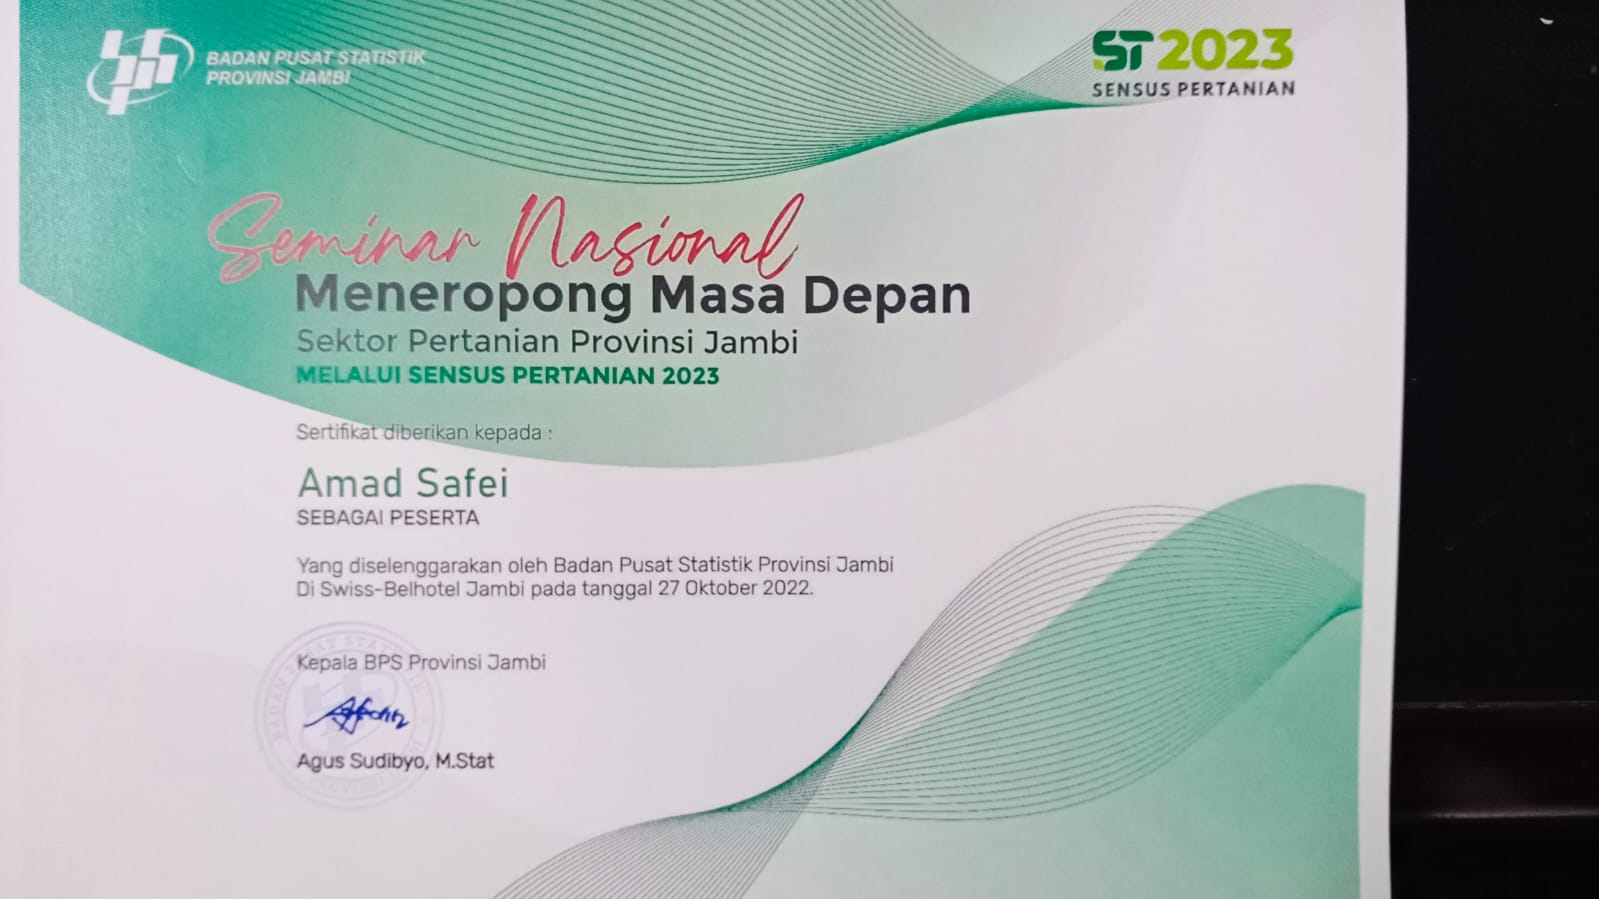 BADAN PUSAT STATISTIK
PROVINSI JAMBI
ST2023
SENSUS PERTANIAN
Seminar Nasional
Meneropong Masa Depan
Sektor Pertanian Provinsi Jambi
MELALUI SENSUS PERTANIAN 2023
Sertifikat diberikan kepada :
Amad Safei
SEBAGAI PESERTA
Yang diselenggarakan oleh Badan Pusat Statistik Provinsi Jambi
Di Swiss-Belhotel Jambi pada tanggal 27 Oktober 2022.
Kepala BPS Provinsi Jambi
Agus Sudibyo, M.Stat